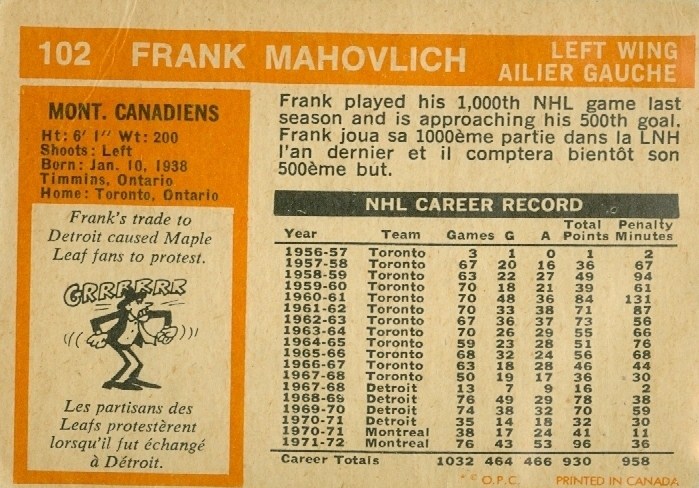 102 FRANK MAHOVLICH
LEFT WING
AILIER GAUCHE
MONT. CANADIENS
Ht: 6' 1" Wt: 200
Shoots: Left
Born: Jan. 10, 1938
Timmins, Ontario
Home: Toronto, Ontario
Frank's trade to
Detroit caused Maple
Leaf fans to protest.
GRRRRRR
Les partisans des
Leafs protestèrent
lorsqu'il fut échangé
à Détroit.
Frank played his 1,000th NHL game last
season and is approaching his 500th goal.
Frank joua sa 1000ème partie dans la LNH
l'an dernier et il comptera bientôt son
500ème but.
NHL CAREER RECORD
Year Team Games G A Total Points Penalty Minutes
1956-57 Toronto 3 1 0 1 2
1957-58 Toronto 67 20 16 36 67
1958-59 Toronto 63 22 27 49 94
1959-60 Toronto 70 18 21 39 61
1960-61 Toronto 70 48 36 84 131
1961-62 Toronto 70 33 38 71 87
1962-63 Toronto 67 36 37 73 56
1963-64 Toronto 70 26 29 55 66
1964-65 Toronto 59 23 28 51 76
1965-66 Toronto 68 32 24 56 68
1966-67 Toronto 63 18 28 46 44
1967-68 Toronto 50 19 17 36 30
1967-68 Detroit 13 7 9 16 2
1968-69 Detroit 76 49 29 78 38
1969-70 Detroit 74 38 32 70 59
1970-71 Detroit 35 14 18 32 30
1970-71 Montreal 38 17 24 41 11
1971-72 Montreal 76 43 53 96 36
Career Totals 1032 464 466 930 958
* © O.P.C. PRINTED IN CANADA